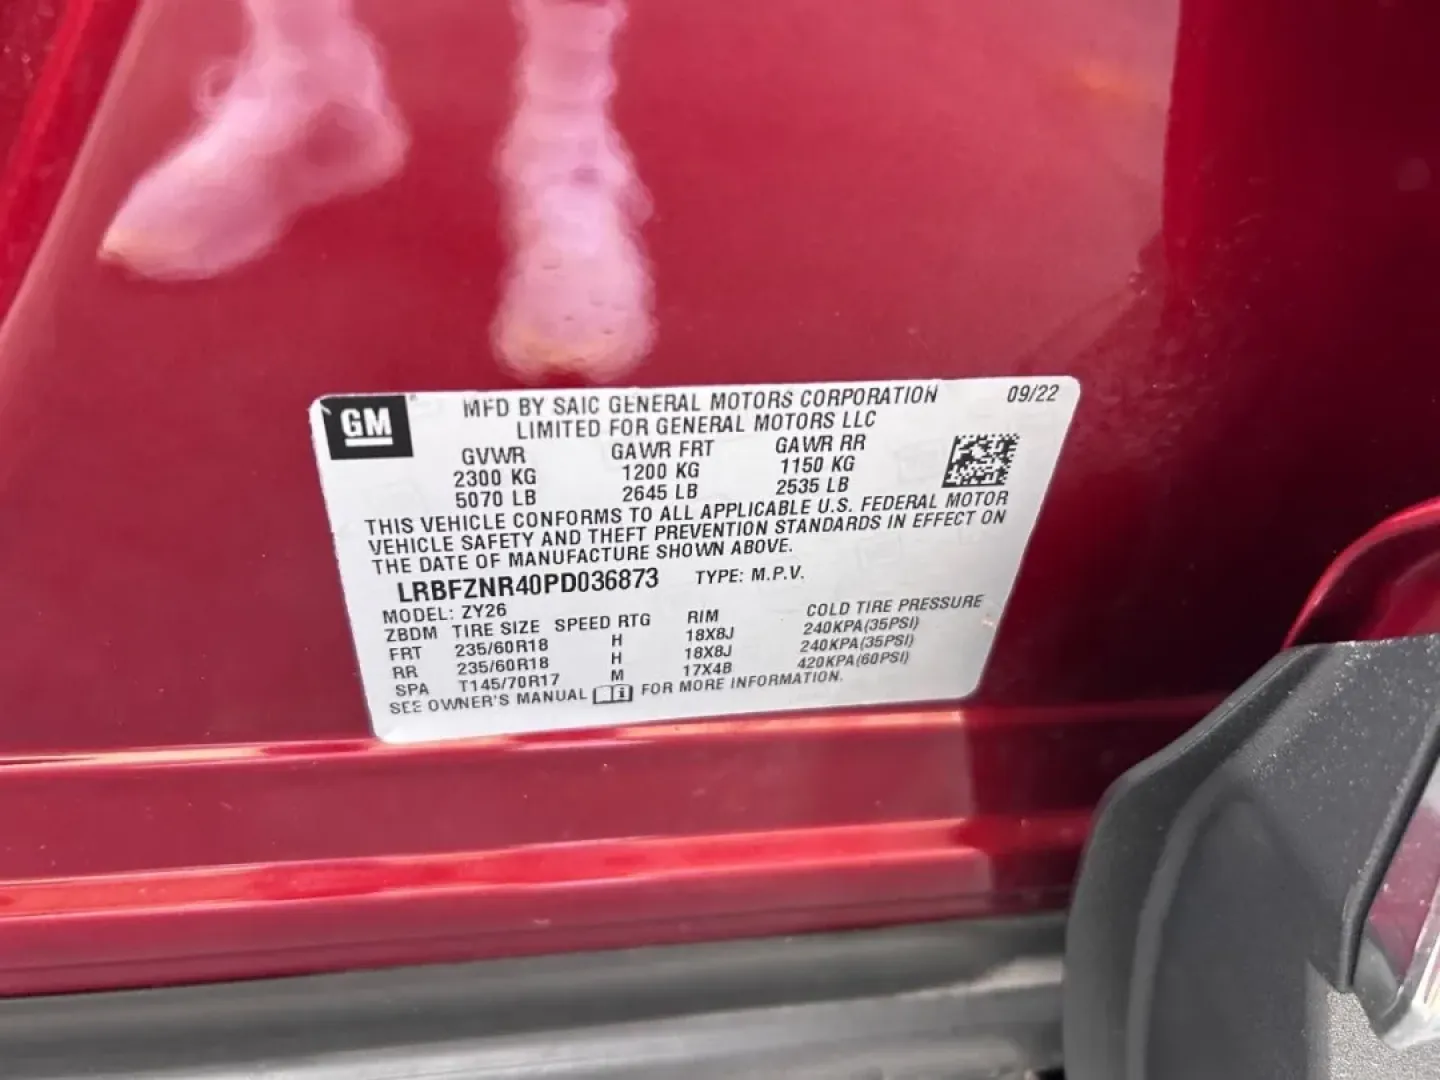 GM MFD BY SAIC GENERAL MOTORS CORPORATION 09/22
LIMITED FOR GENERAL MOTORS LLC
GVWR GAWR FRT GAWR RR
2300 KG 1200 KG 1150 KG
5070 LB 2645 LB 2535 LB
THIS VEHICLE CONFORMS TO ALL APPLICABLE U.S. FEDERAL MOTOR
VEHICLE SAFETY AND THEFT PREVENTION STANDARDS IN EFFECT ON
THE DATE OF MANUFACTURE SHOWN ABOVE.
LRBFZNR40PD036873 TYPE: M.P.V.
MODEL: ZY26
ZBDM TIRE SIZE SPEED RTG RIM COLD TIRE PRESSURE
FRT 235/60R18 H 18X8J 240KPA(35PSI)
RR 235/60R18 H 18X8J 240KPA(35PSI)
SPA T145/70R17 M 17X4B 420KPA(60PSI)
SEE OWNER'S MANUAL i FOR MORE INFORMATION.